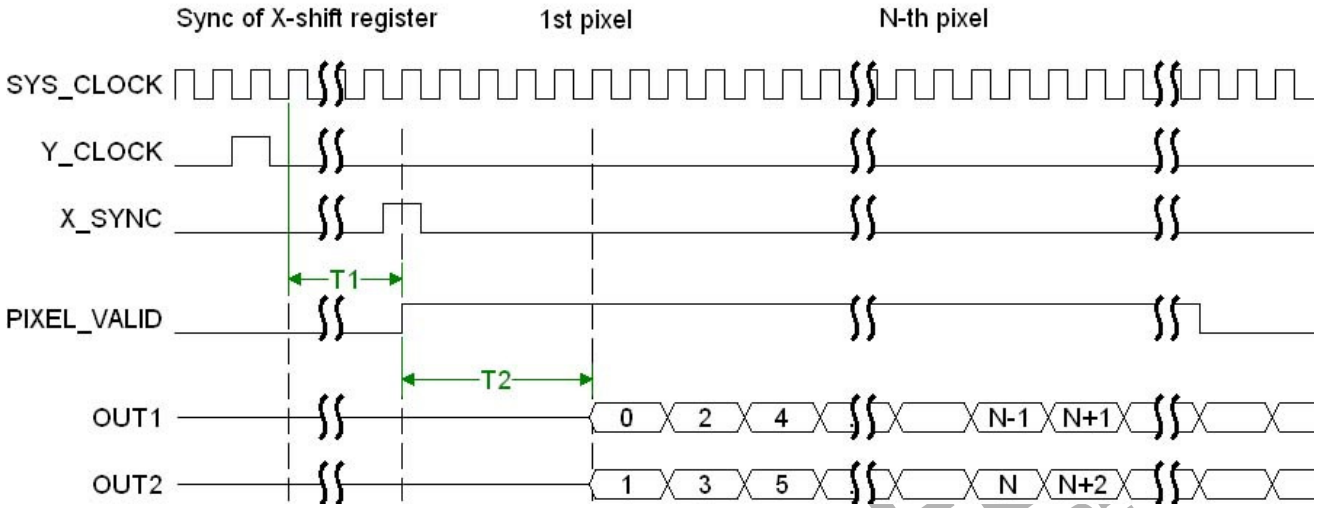 Sync of X-shift register 1st pixel N-th pixel
SYS_CLOCK
Y_CLOCK
X_SYNC
T1
PIXEL_VALID
T2
OUT1 0 2 4 N-1 N+1
OUT2 1 3 5 N N+2